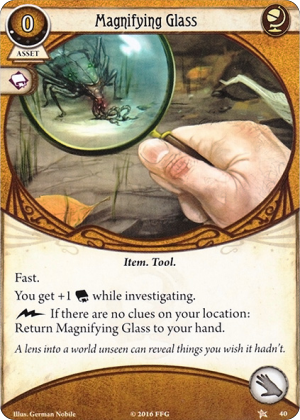 Magnifying Glass
0
ASSET
Item. Tool.
Fast.
You get +1 while investigating.
If there are no clues on your location:
Return Magnifying Glass to your hand.
A lens into a world unseen can reveal things you wish it hadn't.
Illus. German Nobile © 2016 FFG 40